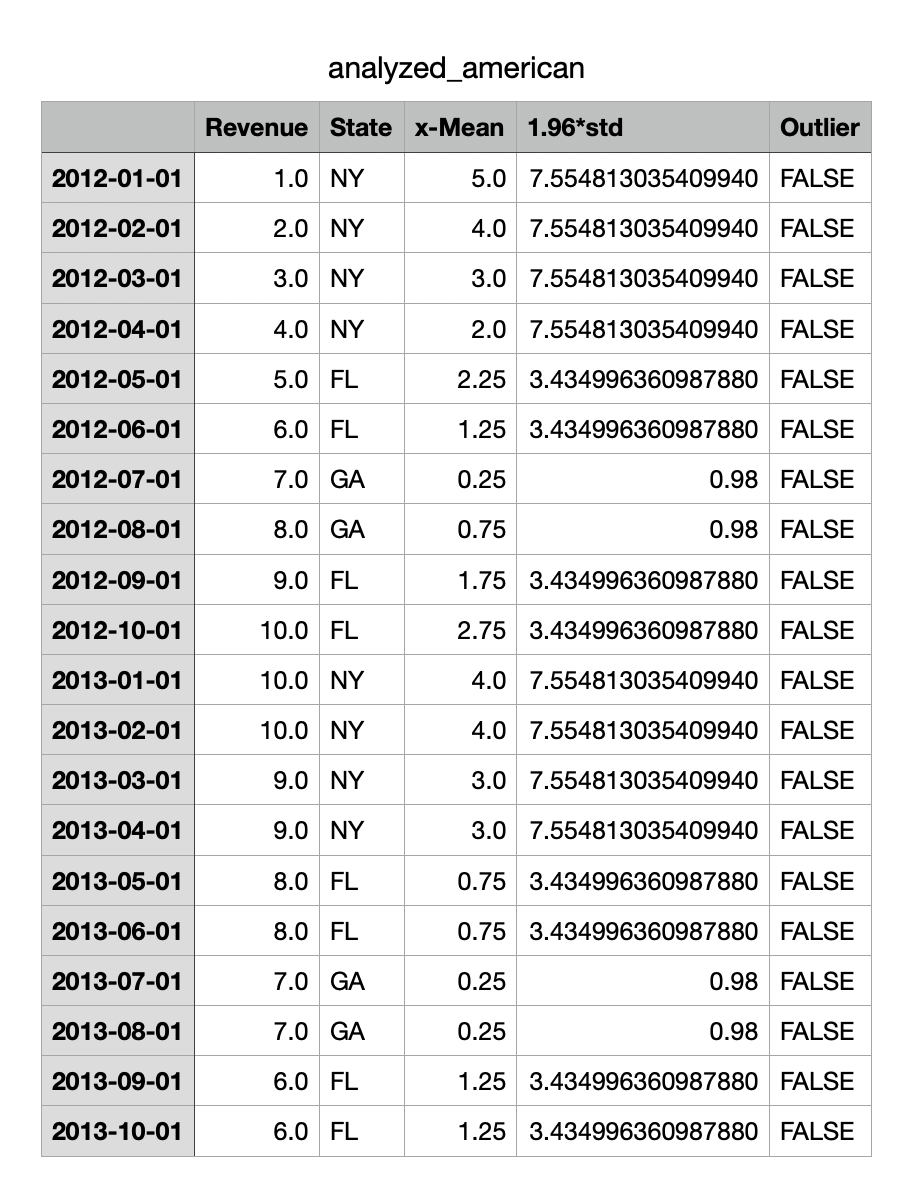 analyzed_american
Revenue State x-Mean 1.96*std Outlier
2012-01-01 1.0 NY 5.0 7.554813035409940 FALSE
2012-02-01 2.0 NY 4.0 7.554813035409940 FALSE
2012-03-01 3.0 NY 3.0 7.554813035409940 FALSE
2012-04-01 4.0 NY 2.0 7.554813035409940 FALSE
2012-05-01 5.0 FL 2.25 3.434996360987880 FALSE
2012-06-01 6.0 FL 1.25 3.434996360987880 FALSE
2012-07-01 7.0 GA 0.25 0.98 FALSE
2012-08-01 8.0 GA 0.75 0.98 FALSE
2012-09-01 9.0 FL 1.75 3.434996360987880 FALSE
2012-10-01 10.0 FL 2.75 3.434996360987880 FALSE
2013-01-01 10.0 NY 4.0 7.554813035409940 FALSE
2013-02-01 10.0 NY 4.0 7.554813035409940 FALSE
2013-03-01 9.0 NY 3.0 7.554813035409940 FALSE
2013-04-01 9.0 NY 3.0 7.554813035409940 FALSE
2013-05-01 8.0 FL 0.75 3.434996360987880 FALSE
2013-06-01 8.0 FL 0.75 3.434996360987880 FALSE
2013-07-01 7.0 GA 0.25 0.98 FALSE
2013-08-01 7.0 GA 0.25 0.98 FALSE
2013-09-01 6.0 FL 1.25 3.434996360987880 FALSE
2013-10-01 6.0 FL 1.25 3.434996360987880 FALSE